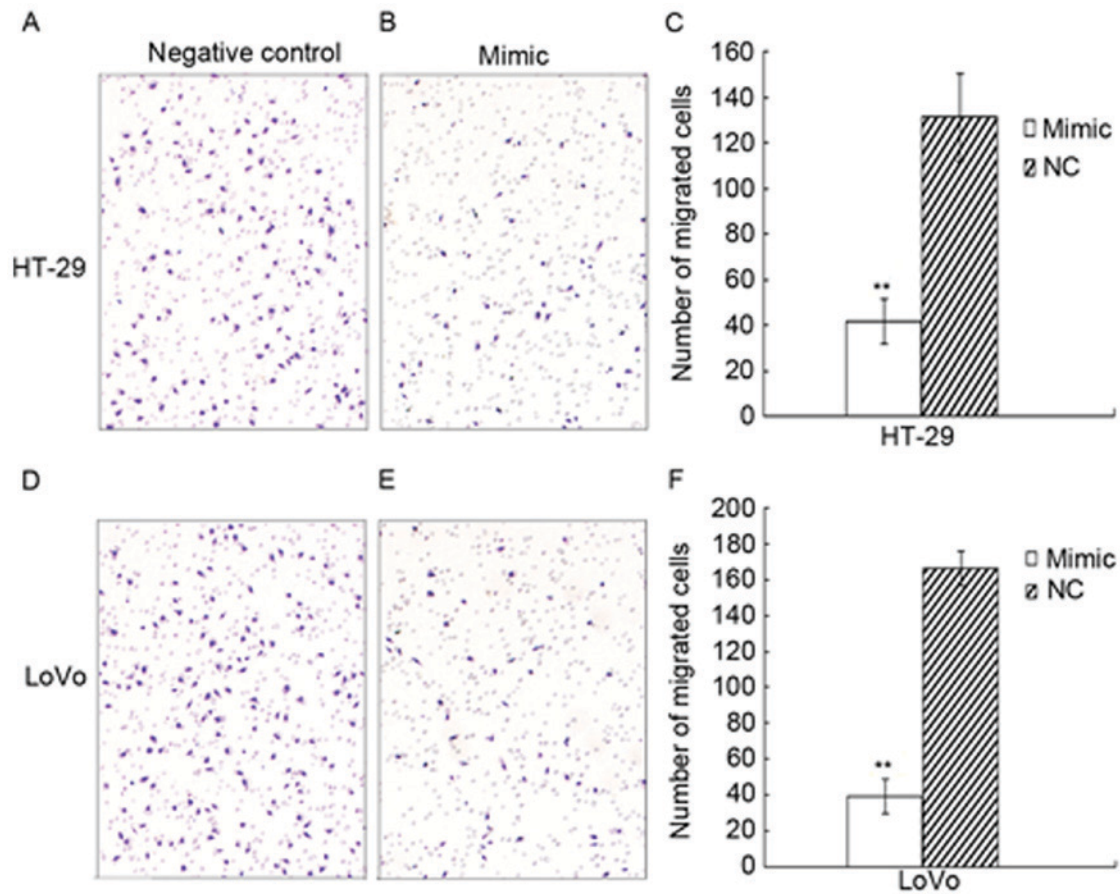 A
B
C
Negative control
Mimic
HT-29
Number of migrated cells
160
140
120
100
80
60
40
20
0
**
Mimic
NC
HT-29
D
E
F
LoVo
Number of migrated cells
200
180
160
140
120
100
80
60
40
20
0
**
Mimic
NC
LoVo